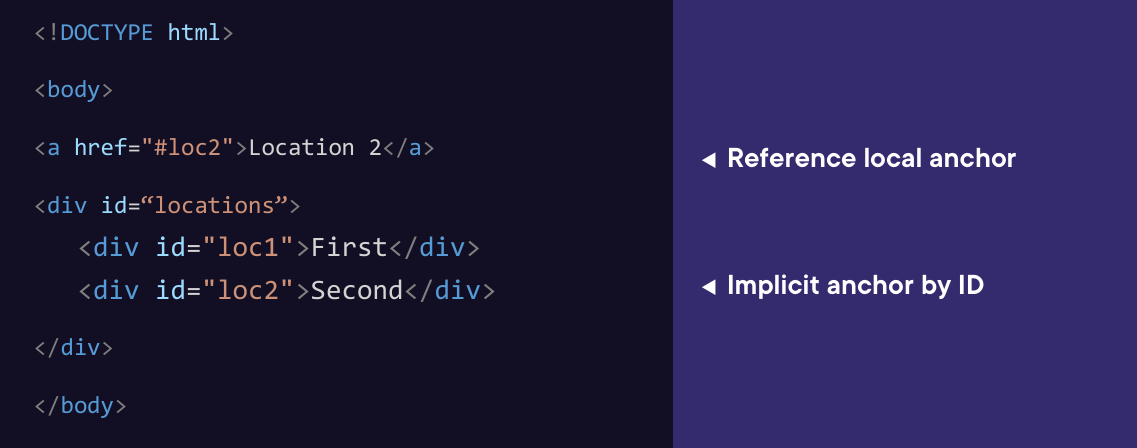 <!DOCTYPE html>
<body>
<a href="#loc2">Location 2</a>
◄ Reference local anchor
<div id=“locations”>
<div id="loc1">First</div>
<div id="loc2">Second</div>
◄ Implicit anchor by ID
</div>
</body>